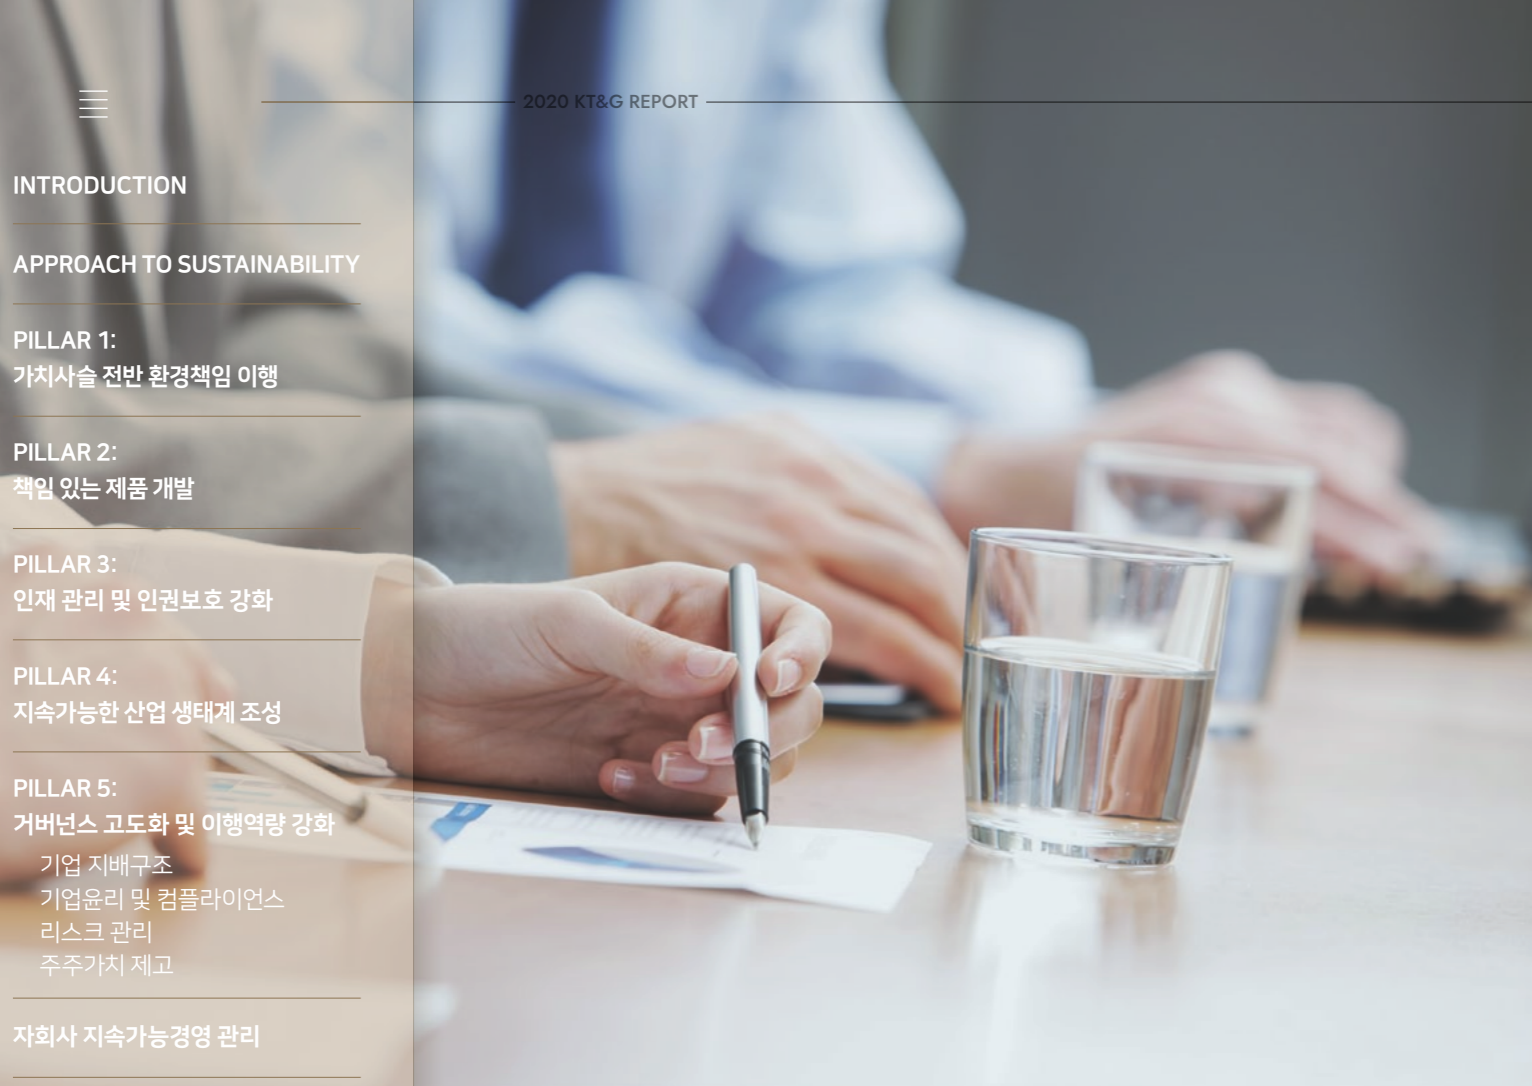 2020 KT&G REPORT
INTRODUCTION
APPROACH TO SUSTAINABILITY
PILLAR 1:
가치사슬 전반 환경책임 이행
PILLAR 2:
책임 있는 제품 개발
PILLAR 3:
인재 관리 및 인권보호 강화
PILLAR 4:
지속가능한 산업 생태계 조성
PILLAR 5:
거버넌스 고도화 및 이행역량 강화
기업 지배구조
기업윤리 및 컴플라이언스
리스크 관리
주주가치 제고
자회사 지속가능경영 관리